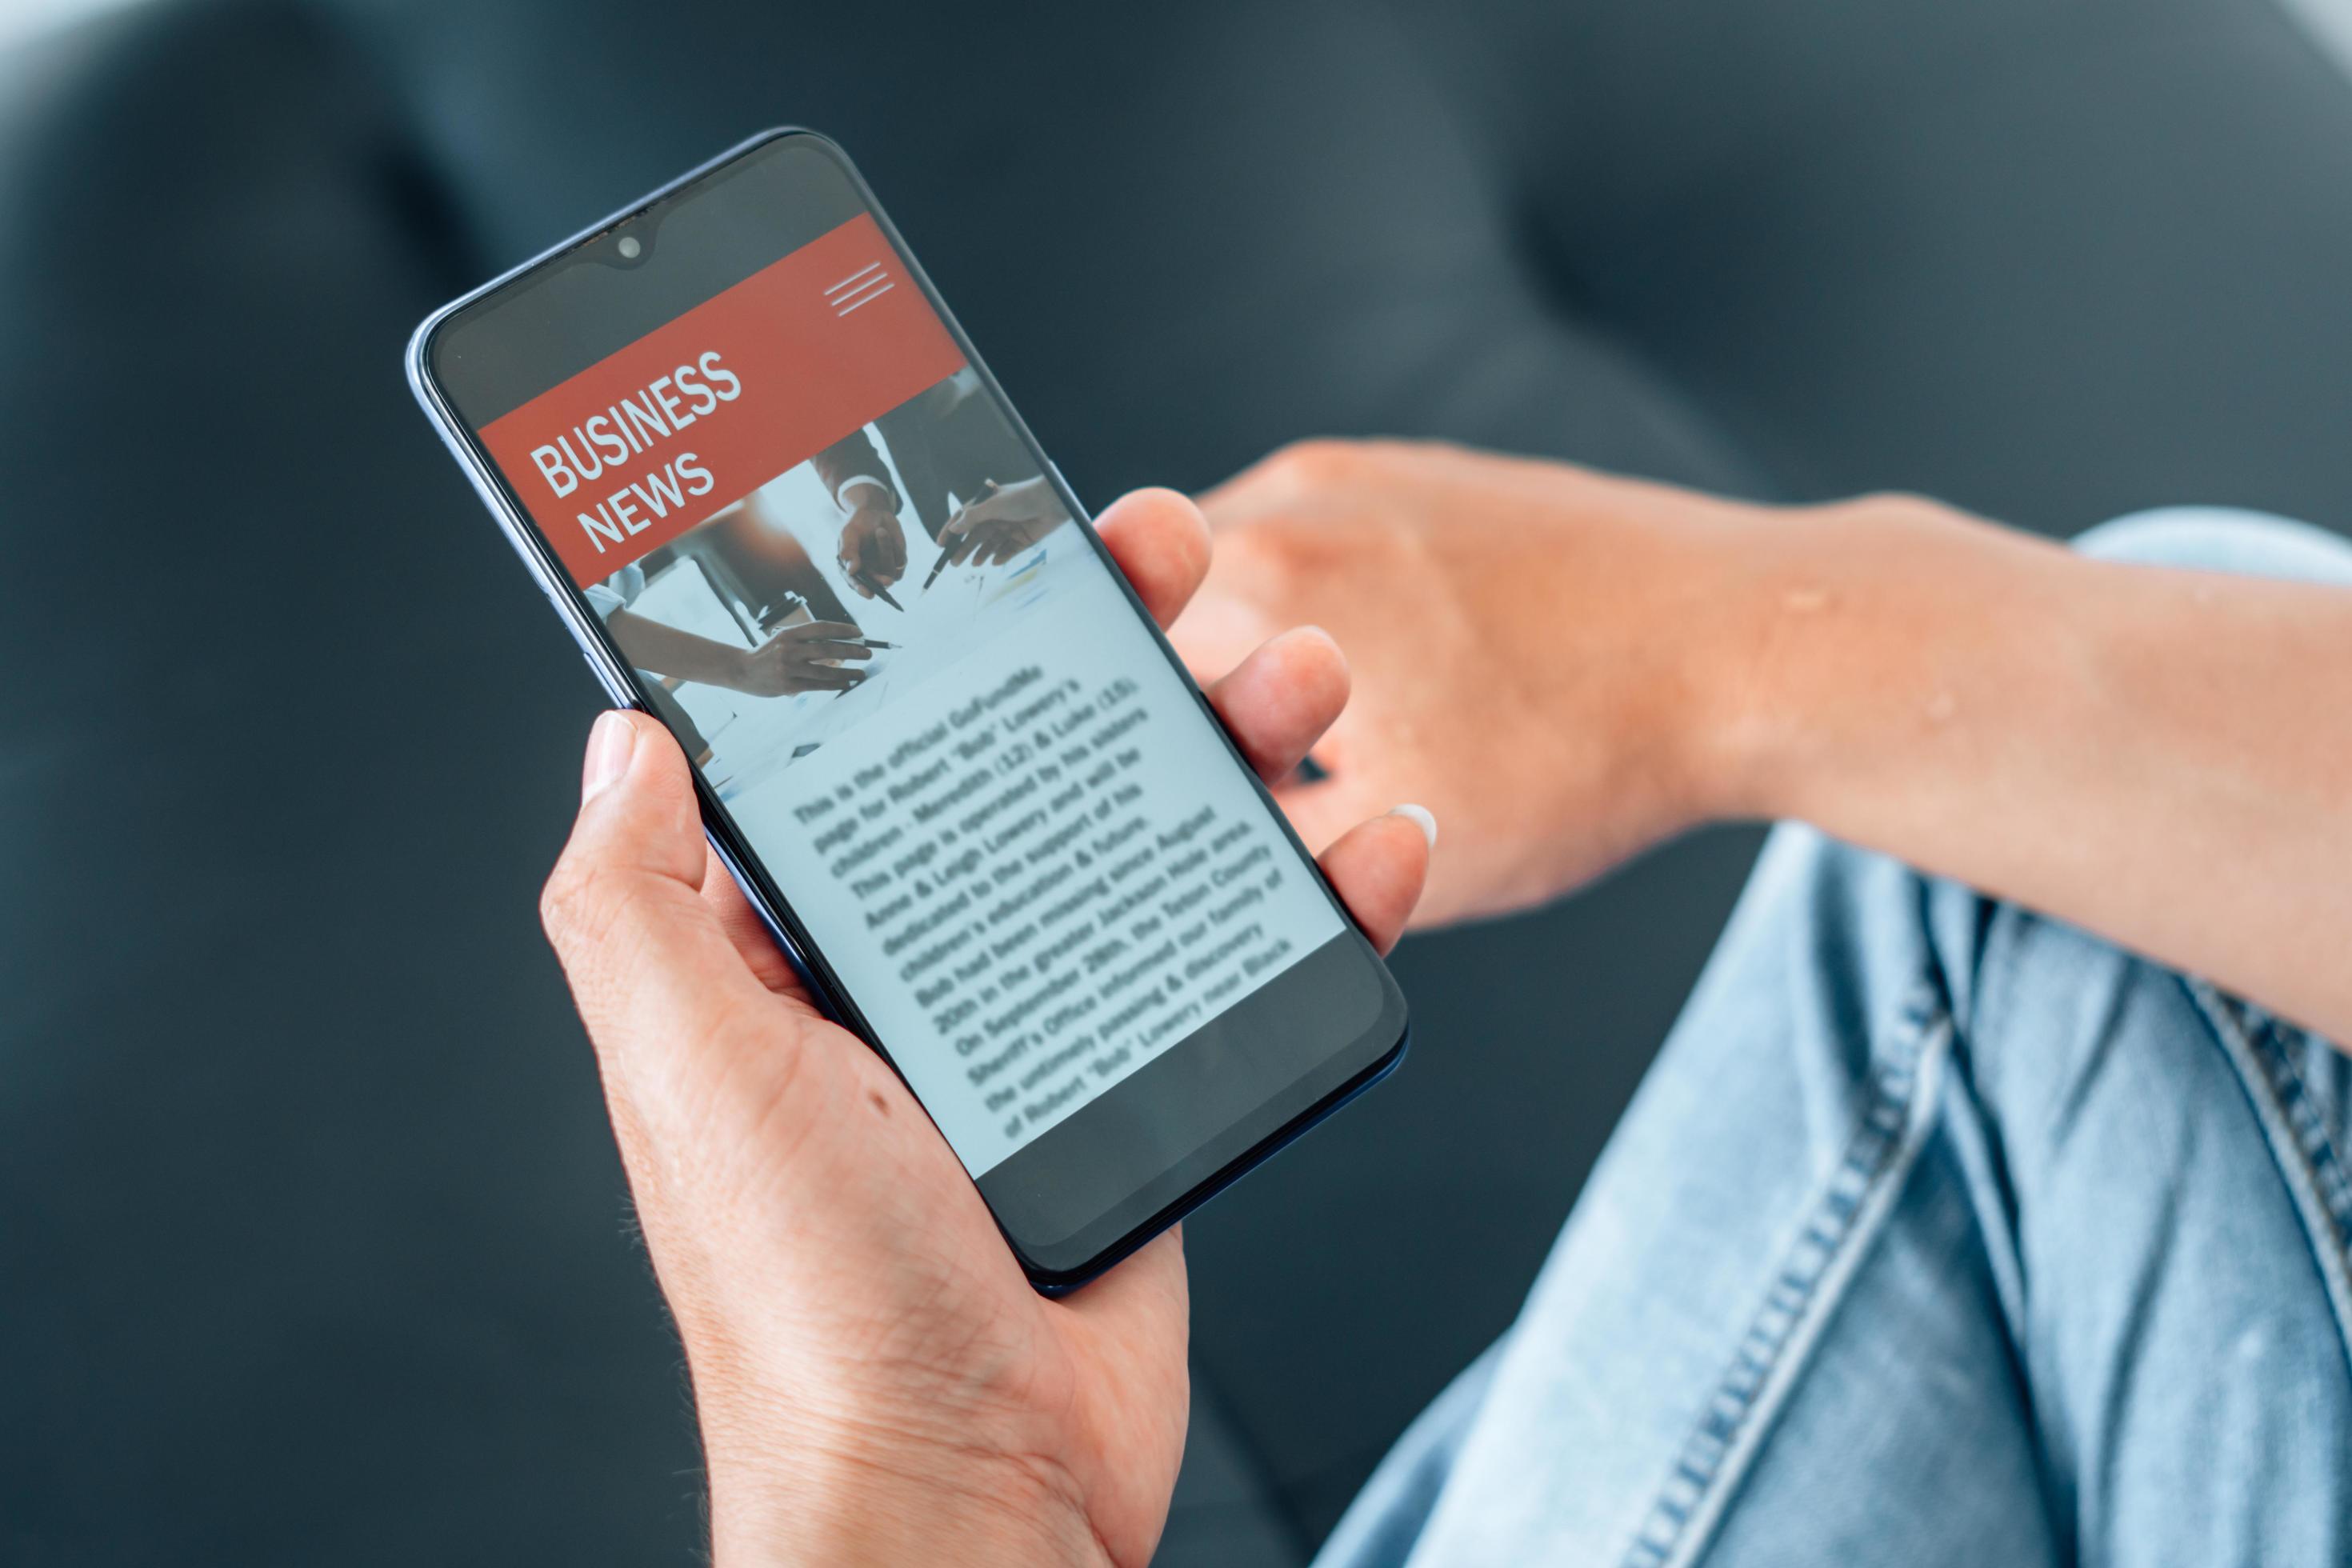 BUSINESS
NEWS
This is the official GoFundMe
page for Robert "Bob" Lowery's
children - Meredith (12) & Luke (15).
This page is operated by his sisters
Anne & Leigh Lowery and will be
dedicated to the support of his
children's education & future.
Bob had been missing since August
20th in the greater Jackson Hole area.
On September 28th, the Teton County
Sheriff's Office informed our family of
the untimely passing & discovery
of Robert "Bob" Lowery near Black